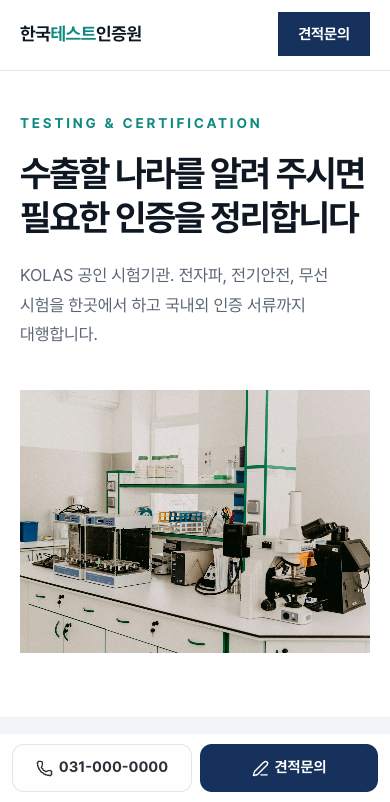 한국테스트인증원
견적문의
TESTING & CERTIFICATION
수출할 나라를 알려 주시면
필요한 인증을 정리합니다
KOLAS 공인 시험기관. 전자파, 전기안전, 무선
시험을 한곳에서 하고 국내외 인증 서류까지
대행합니다.
031-000-0000
견적문의